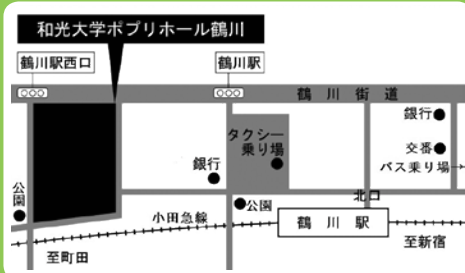 和光大学ポプリホール鶴川
鶴川駅西口
鶴川駅
鶴川街道
銀行
タクシー
乗り場
交番
銀行
バス乗り場→
公園
北口
公園
小田急線
鶴川駅
至新宿
至町田